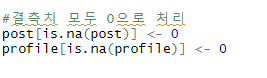 #결측치 모두 0으로 처리
post[is.na(post)] <- 0
profile[is.na(profile)] <- 0